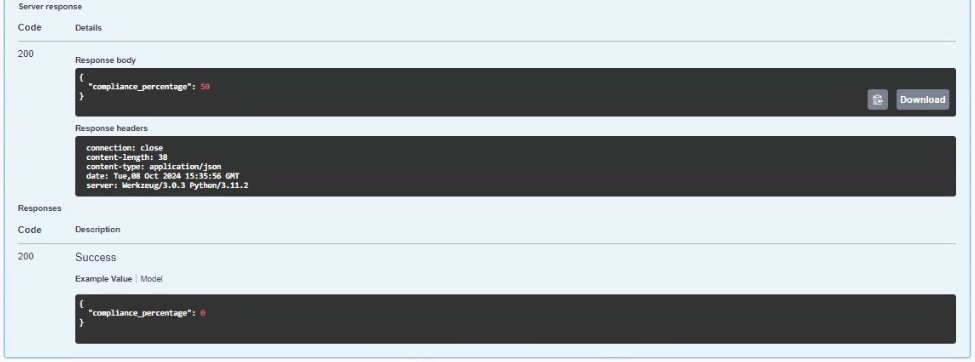 Server response
Code Details
200
Response body
{
"compliance_percentage": 50
}
Download
Response headers
connection: close
content-length: 38
content-type: application/json
date: Tue,08 Oct 2024 15:35:56 GMT
server: Werkzeug/3.0.3 Python/3.11.2
Responses
Code Description
200 Success
Example Value | Model
{
"compliance_percentage": 0
}